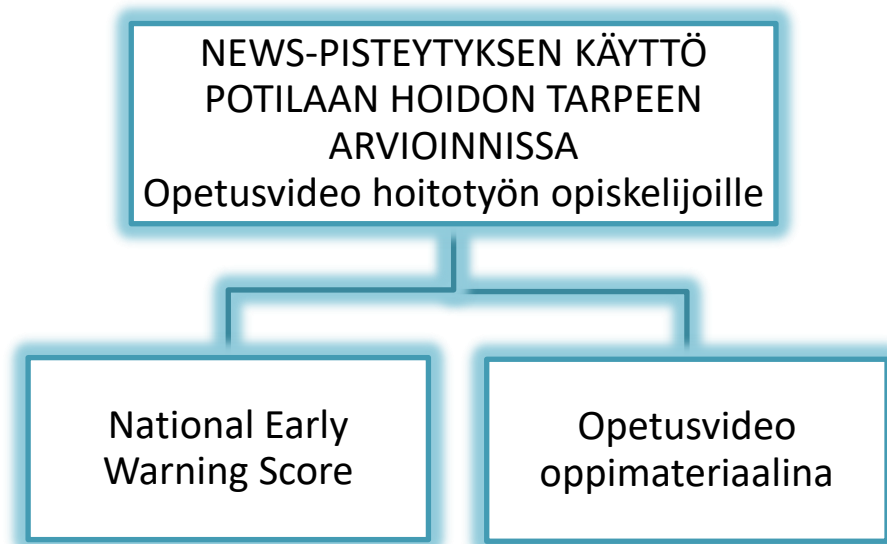 NEWS-PISTEYTYKSEN KÄYTTÖ
POTILAAN HOIDON TARPEEN
ARVIOINNISSA
Opetusvideo hoitotyön opiskelijoille
National Early
Warning Score
Opetusvideo
oppimateriaalina